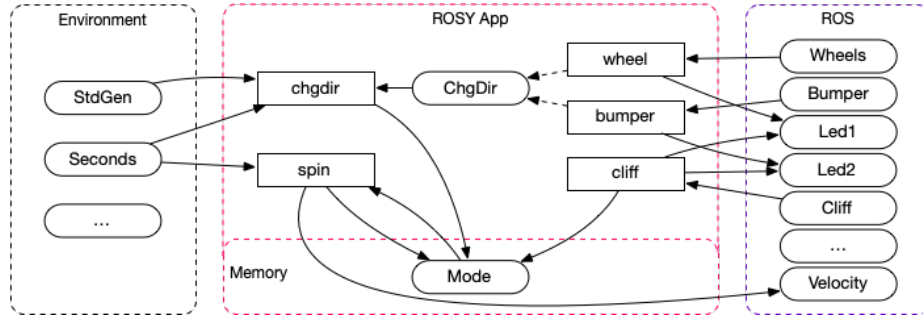 Environment
ROSY App
ROS
StdGen
Seconds
...
chgdir
spin
ChgDir
wheel
bumper
cliff
Memory
Mode
Wheels
Bumper
Led1
Led2
Cliff
...
Velocity